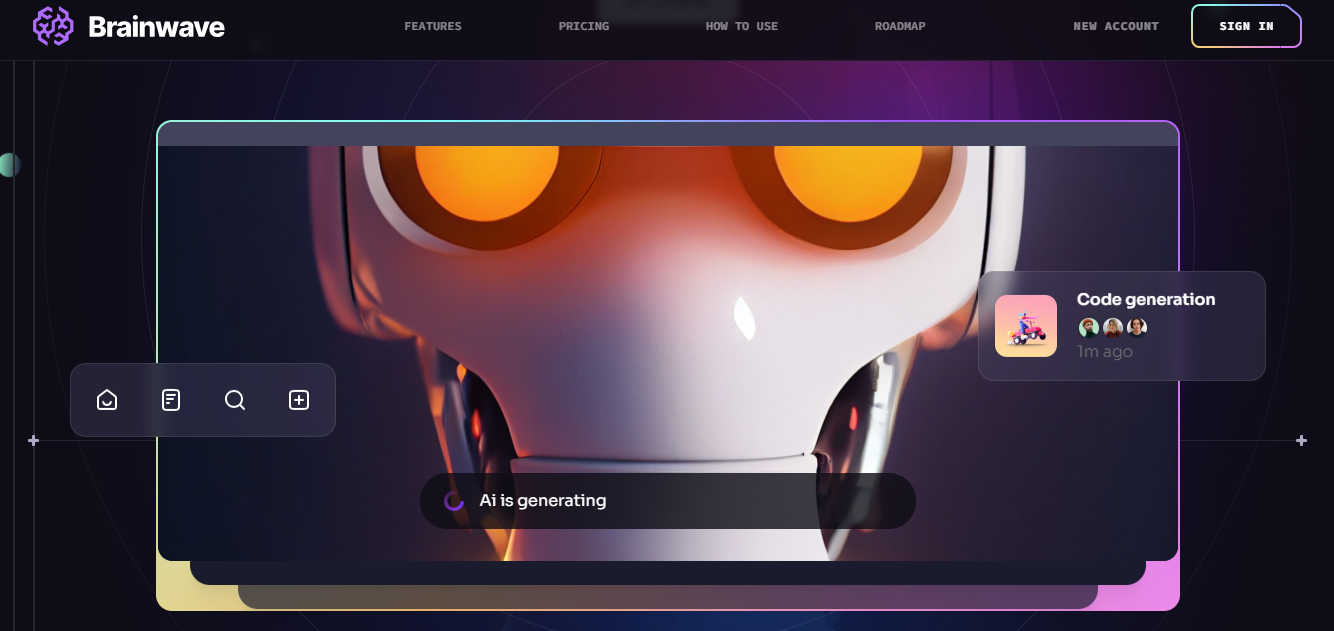 Brainwave
FEATURES
PRICING
HOW TO USE
ROADMAP
NEW ACCOUNT
SIGN IN
Code generation
1m ago
Ai is generating